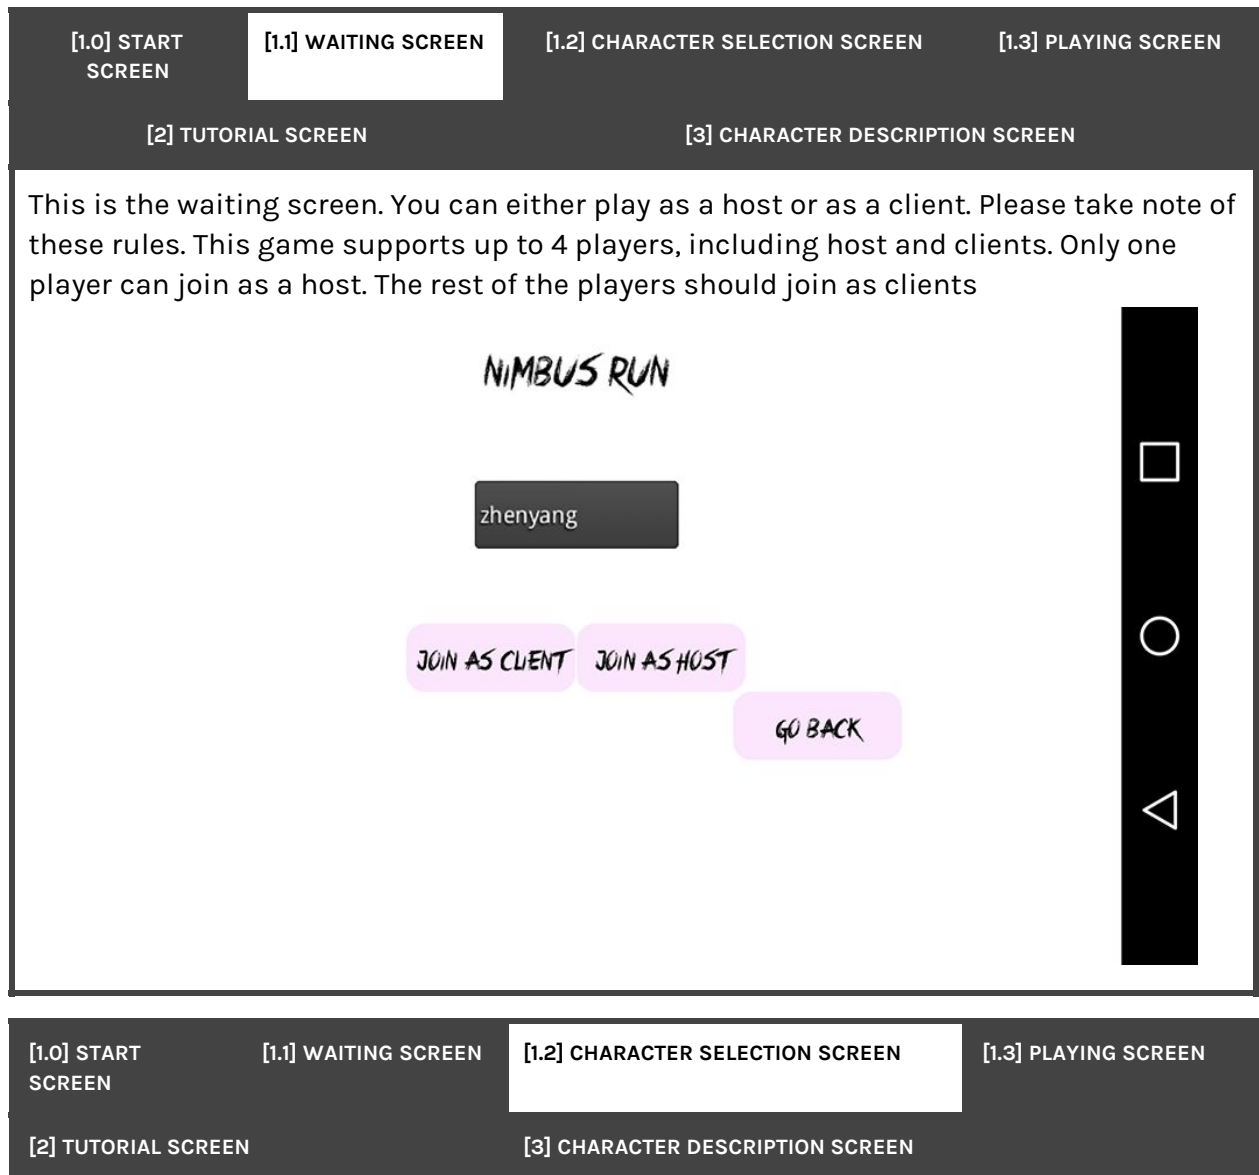 [1.0] START SCREEN
[1.1] WAITING SCREEN
[1.2] CHARACTER SELECTION SCREEN
[1.3] PLAYING SCREEN
[2] TUTORIAL SCREEN
[3] CHARACTER DESCRIPTION SCREEN
This is the waiting screen. You can either play as a host or as a client. Please take note of
these rules. This game supports up to 4 players, including host and clients. Only one
player can join as a host. The rest of the players should join as clients
NiMBUS RUN
zhenyang
JOiN AS CLiENT
JOiN AS HOST
GO BACK
[1.0] START SCREEN
[1.1] WAITING SCREEN
[1.2] CHARACTER SELECTION SCREEN
[1.3] PLAYING SCREEN
[2] TUTORIAL SCREEN
[3] CHARACTER DESCRIPTION SCREEN